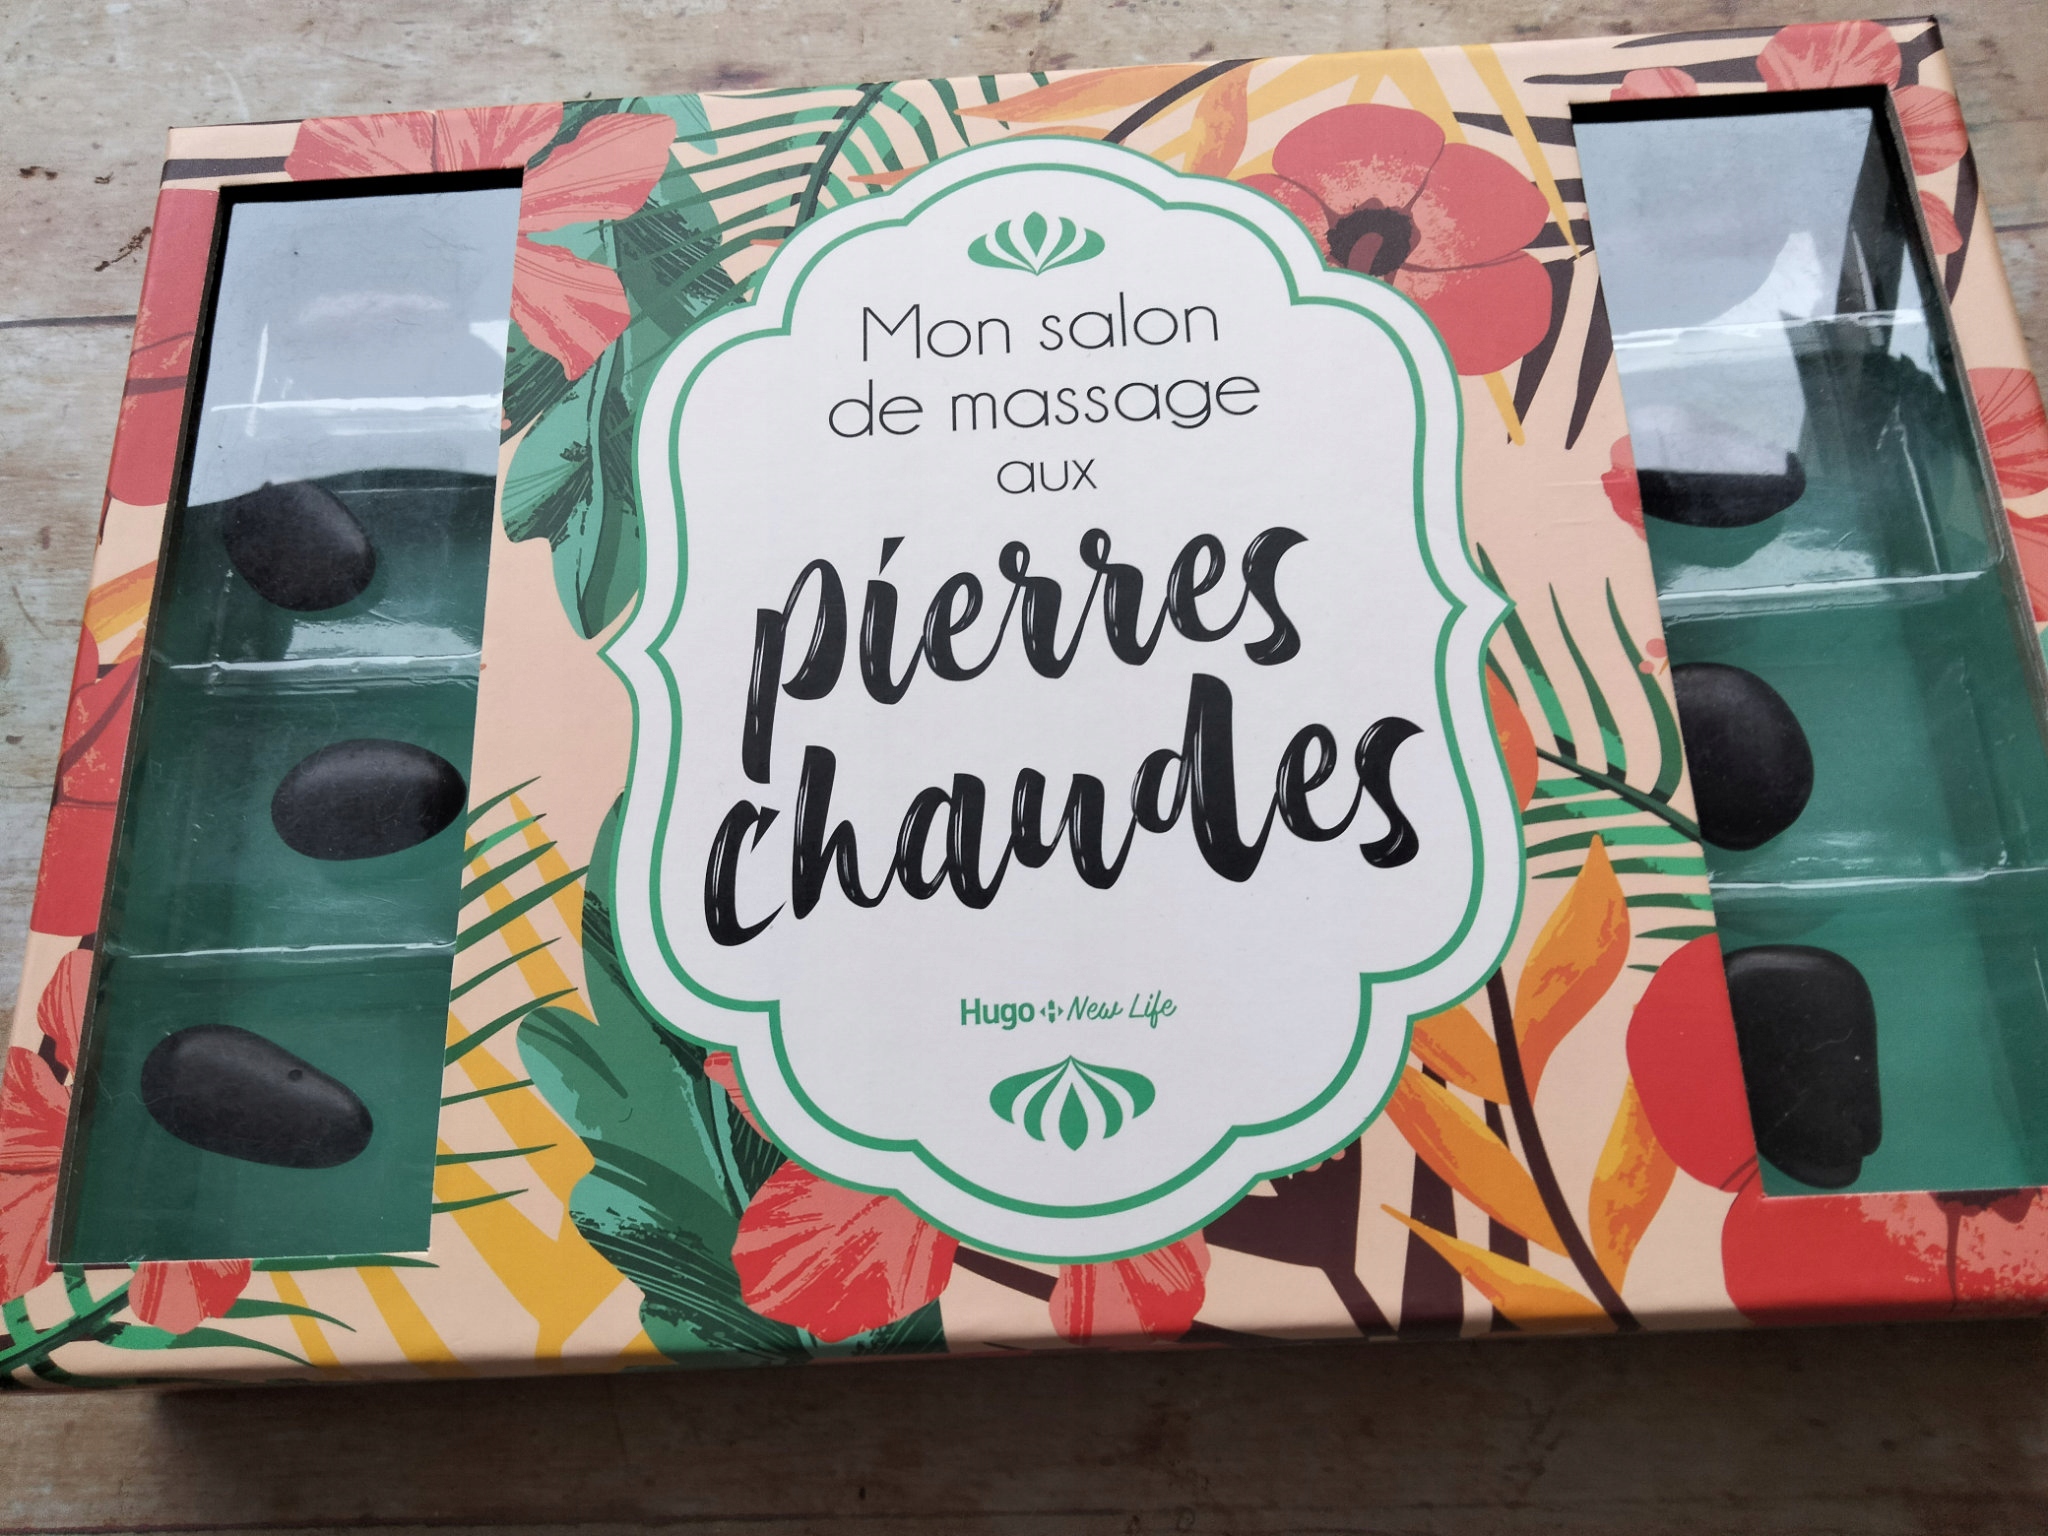 Mon salon
de massage
aux
pierres
chaudes
Hugo New Life